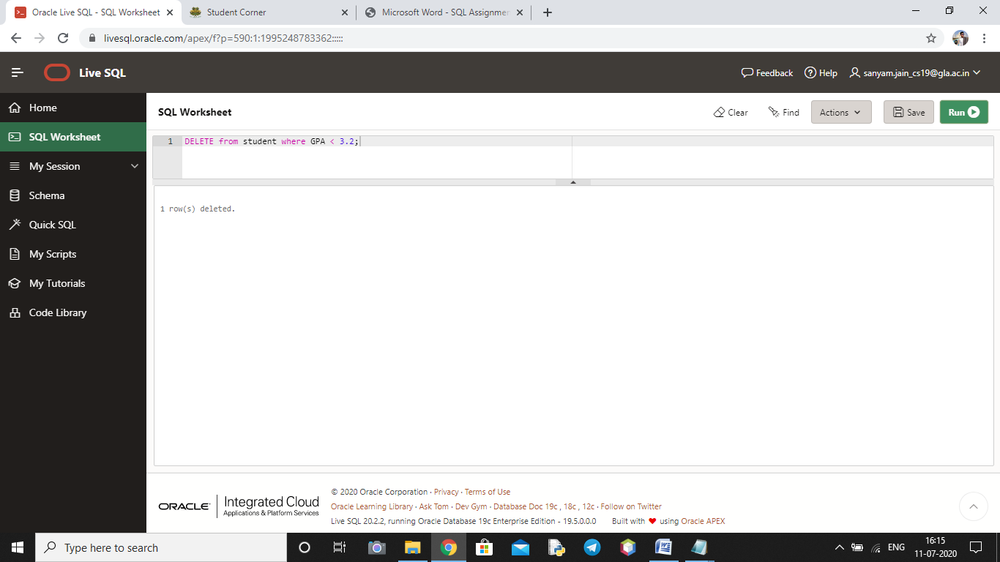 Oracle Live SQL - SQL Worksheet
Student Corner
Microsoft Word - SQL Assignmer
livesql.oracle.com/apex/f?p=590:1:1995248783362:::::
Live SQL
Feedback
Help
sanyam.jain_cs19@gla.ac.in
Home
SQL Worksheet
My Session
Schema
Quick SQL
My Scripts
My Tutorials
Code Library
SQL Worksheet
Clear
Find
Actions
Save
Run
1 DELETE from student where GPA < 3.2;
1 row(s) deleted.
ORACLE
Integrated Cloud
Applications & Platform Services
© 2020 Oracle Corporation · Privacy · Terms of Use
Oracle Learning Library · Ask Tom · Dev Gym · Database Doc 19c , 18c , 12c · Follow on Twitter
Live SQL 20.2.2, running Oracle Database 19c Enterprise Edition - 19.5.0.0.0 Built with ❤ using Oracle APEX
Type here to search
ENG
16:15
11-07-2020